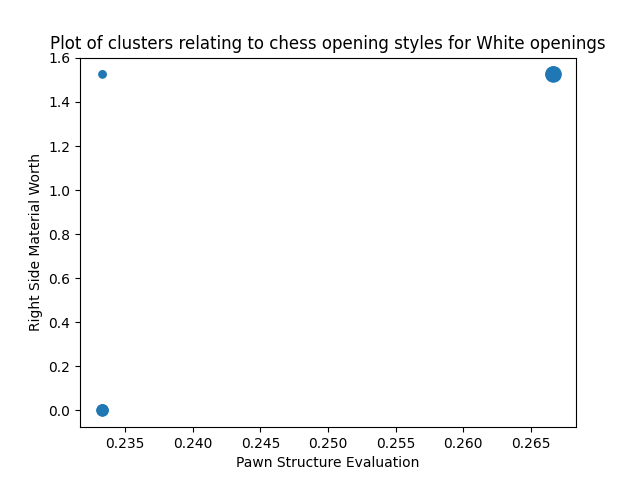 Plot of clusters relating to chess opening styles for White openings
1.6
1.4
1.2
1.0
0.8
0.6
0.4
0.2
0.0
Right Side Material Worth
0.235 0.240 0.245 0.250 0.255 0.260 0.265
Pawn Structure Evaluation